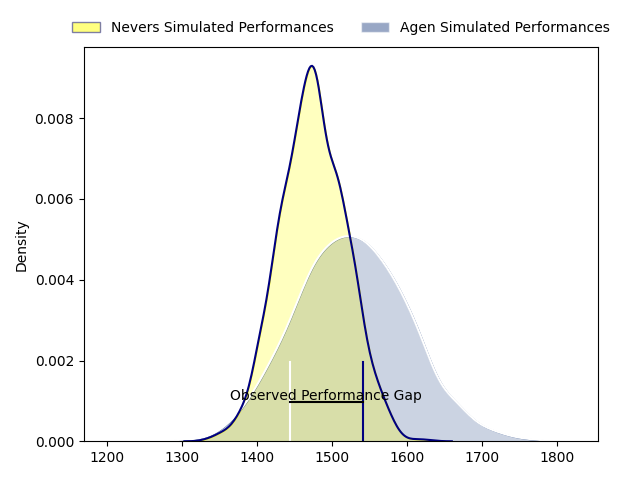 Nevers Simulated Performances Agen Simulated Performances
0.008
0.006
0.004
0.002
0.000
Density
Observed Performance Gap
1200 1300 1400 1500 1600 1700 1800